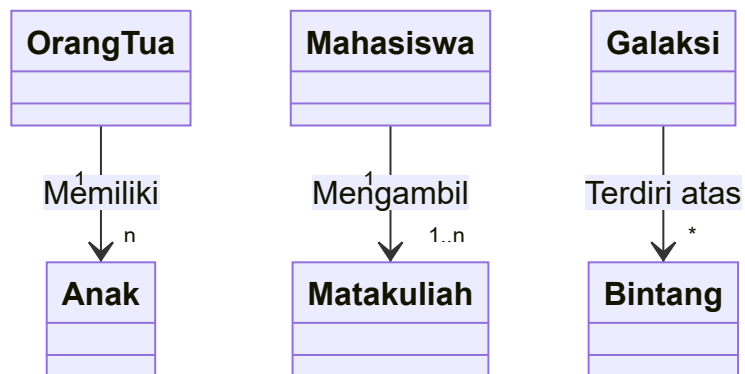 OrangTua Mahasiswa Galaksi
1 1
Memiliki Mengambil Terdiri atas
n 1..n *
Anak Matakuliah Bintang